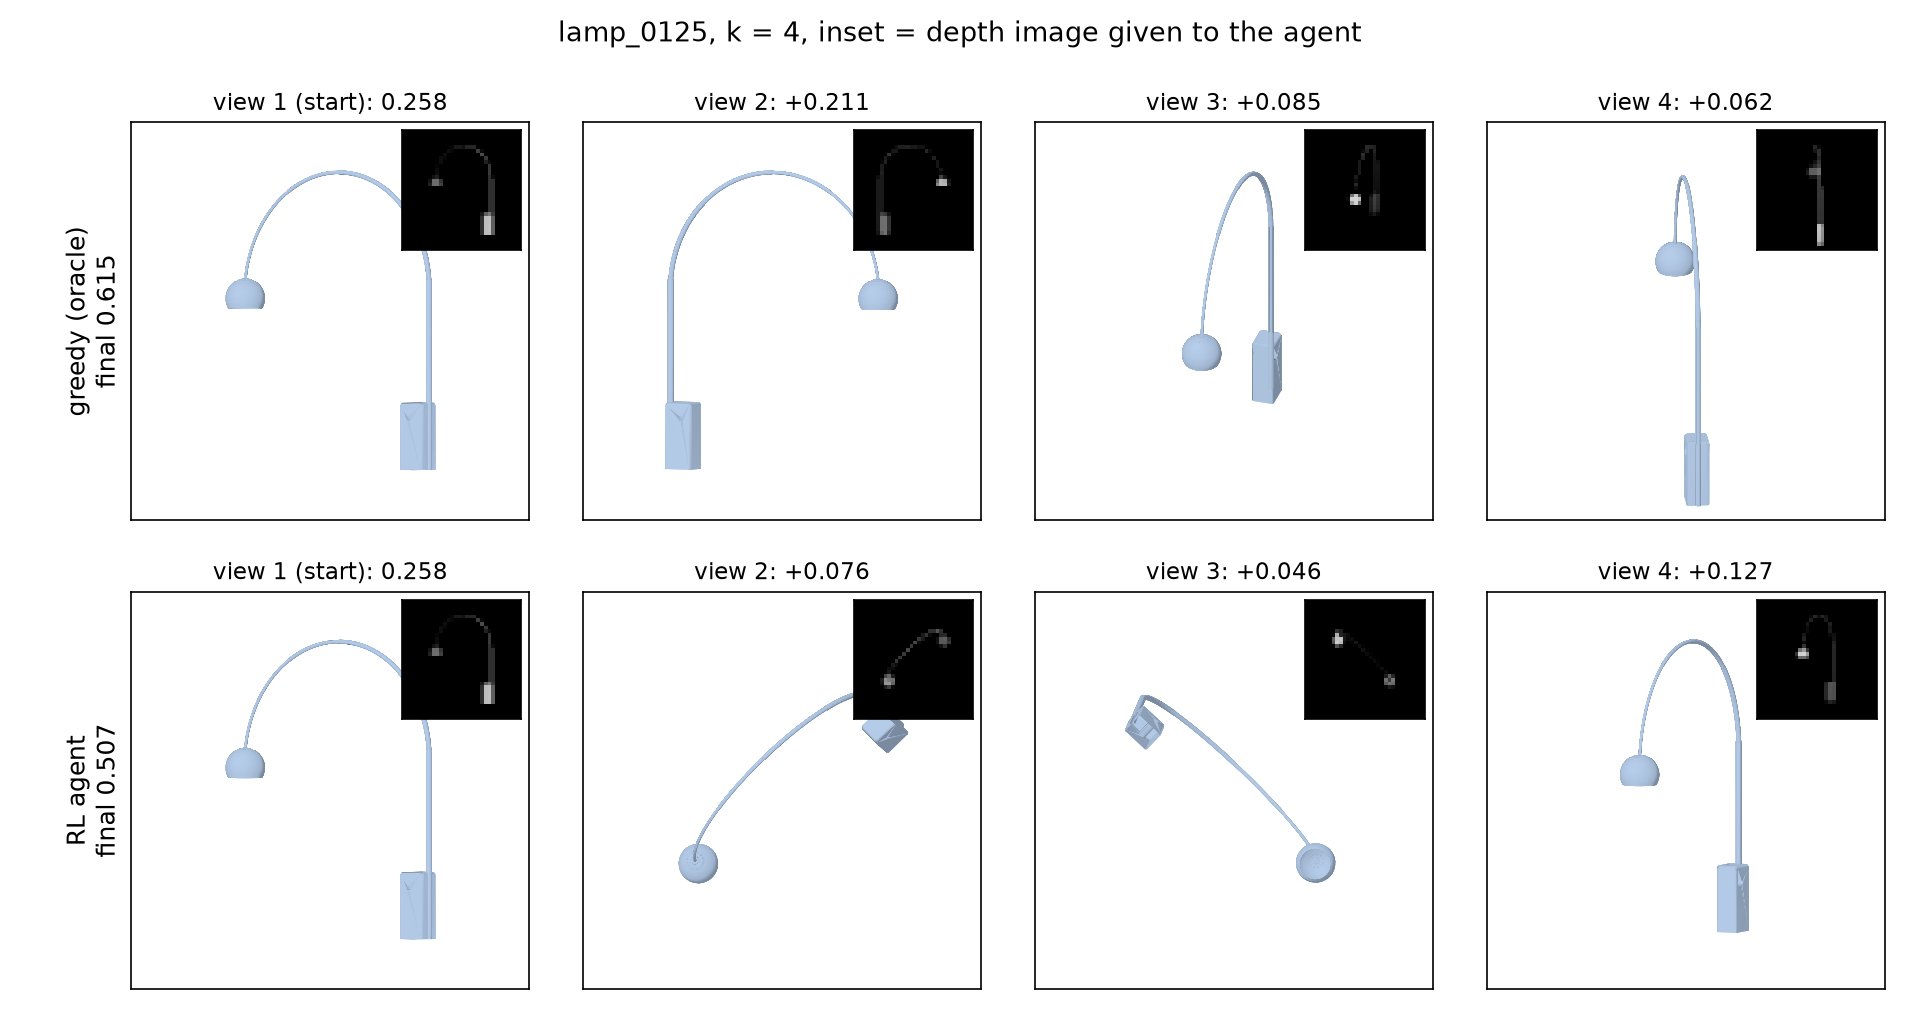 lamp_0125, k = 4, inset = depth image given to the agent
view 1 (start): 0.258
view 2: +0.211
view 3: +0.085
view 4: +0.062
greedy (oracle)
final 0.615
view 1 (start): 0.258
view 2: +0.076
view 3: +0.046
view 4: +0.127
RL agent
final 0.507